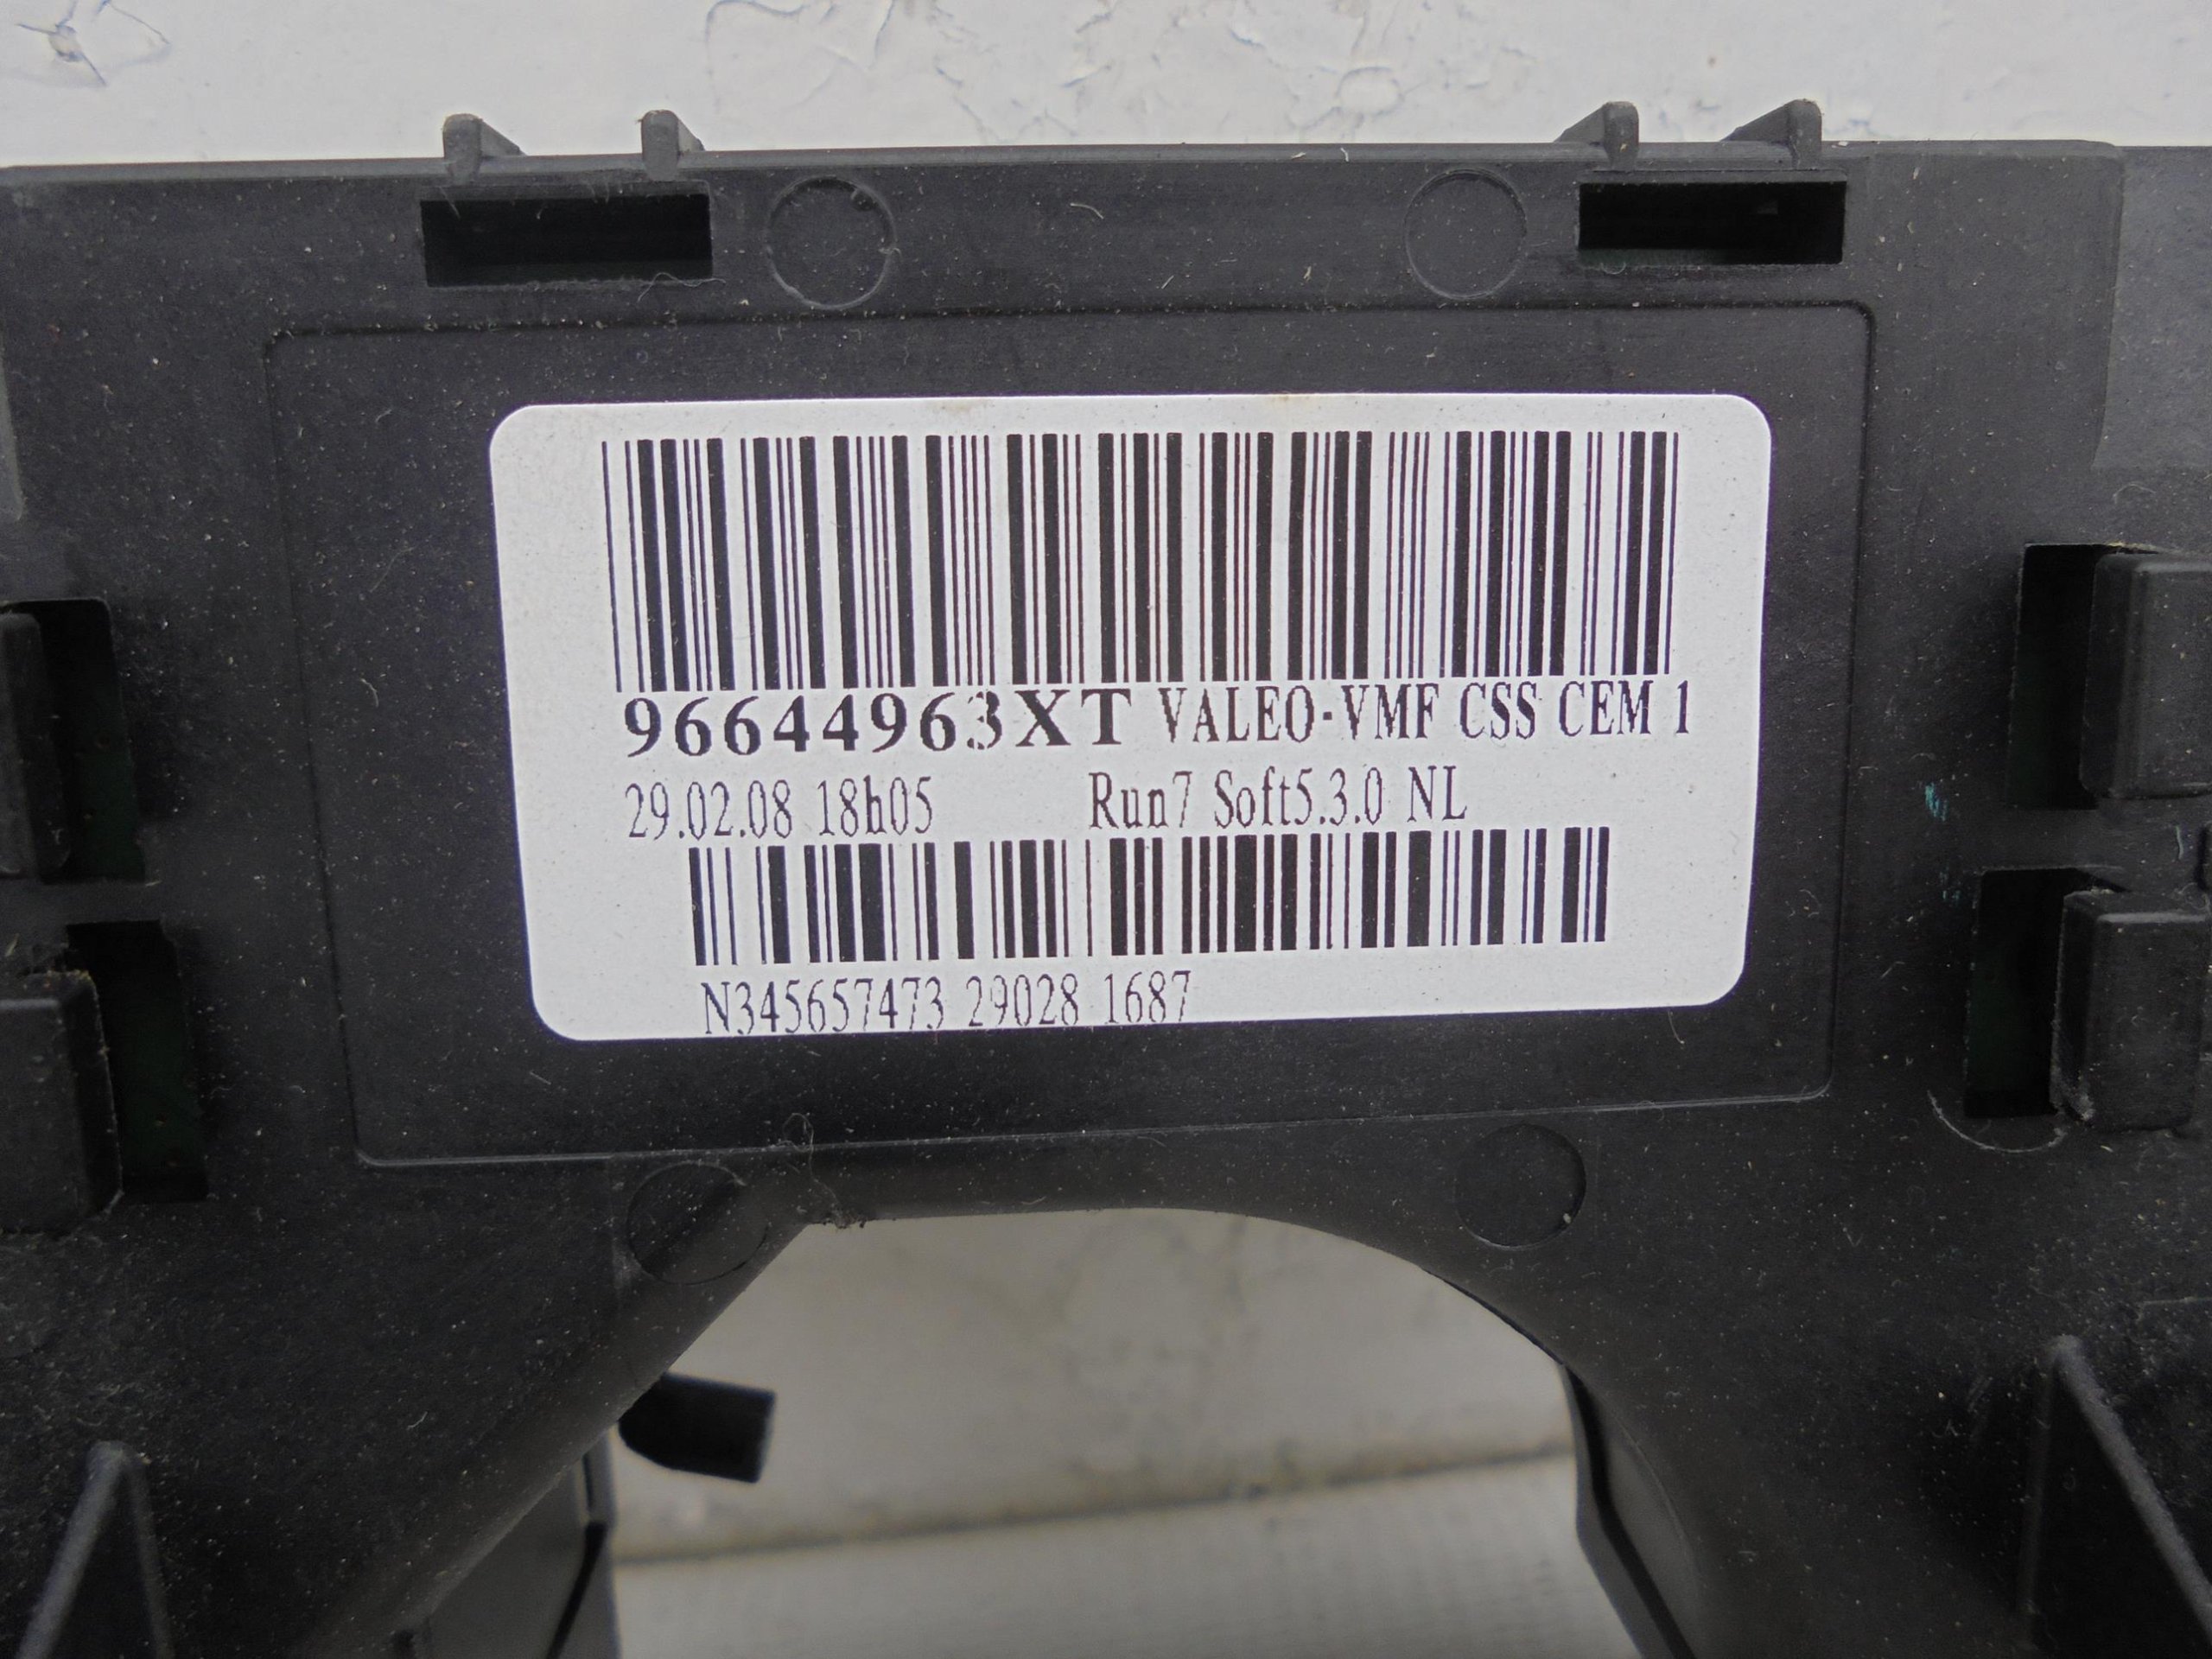 96644963XT VALEO-VMF CSS CEM 1
29.02.08 18h05 Run7 Soft5.3.0 NL
N345657473 29028 1687